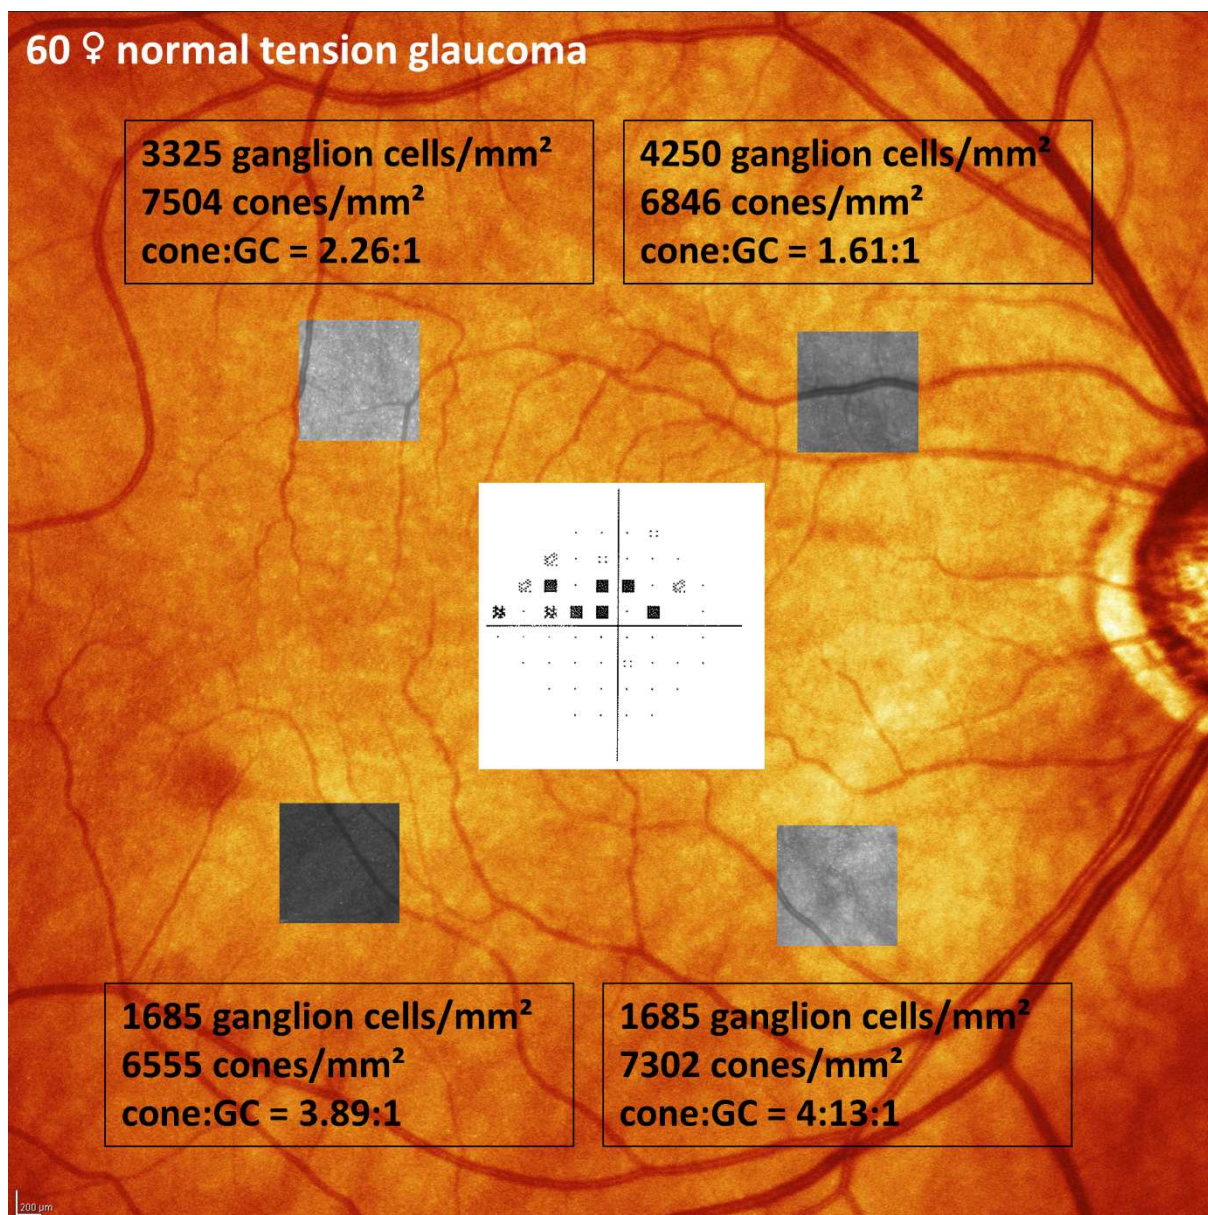 60 ♀ normal tension glaucoma
3325 ganglion cells/mm²
7504 cones/mm²
cone:GC = 2.26:1
4250 ganglion cells/mm²
6846 cones/mm²
cone:GC = 1.61:1
1685 ganglion cells/mm²
6555 cones/mm²
cone:GC = 3.89:1
1685 ganglion cells/mm²
7302 cones/mm²
cone:GC = 4:13:1
200 µm